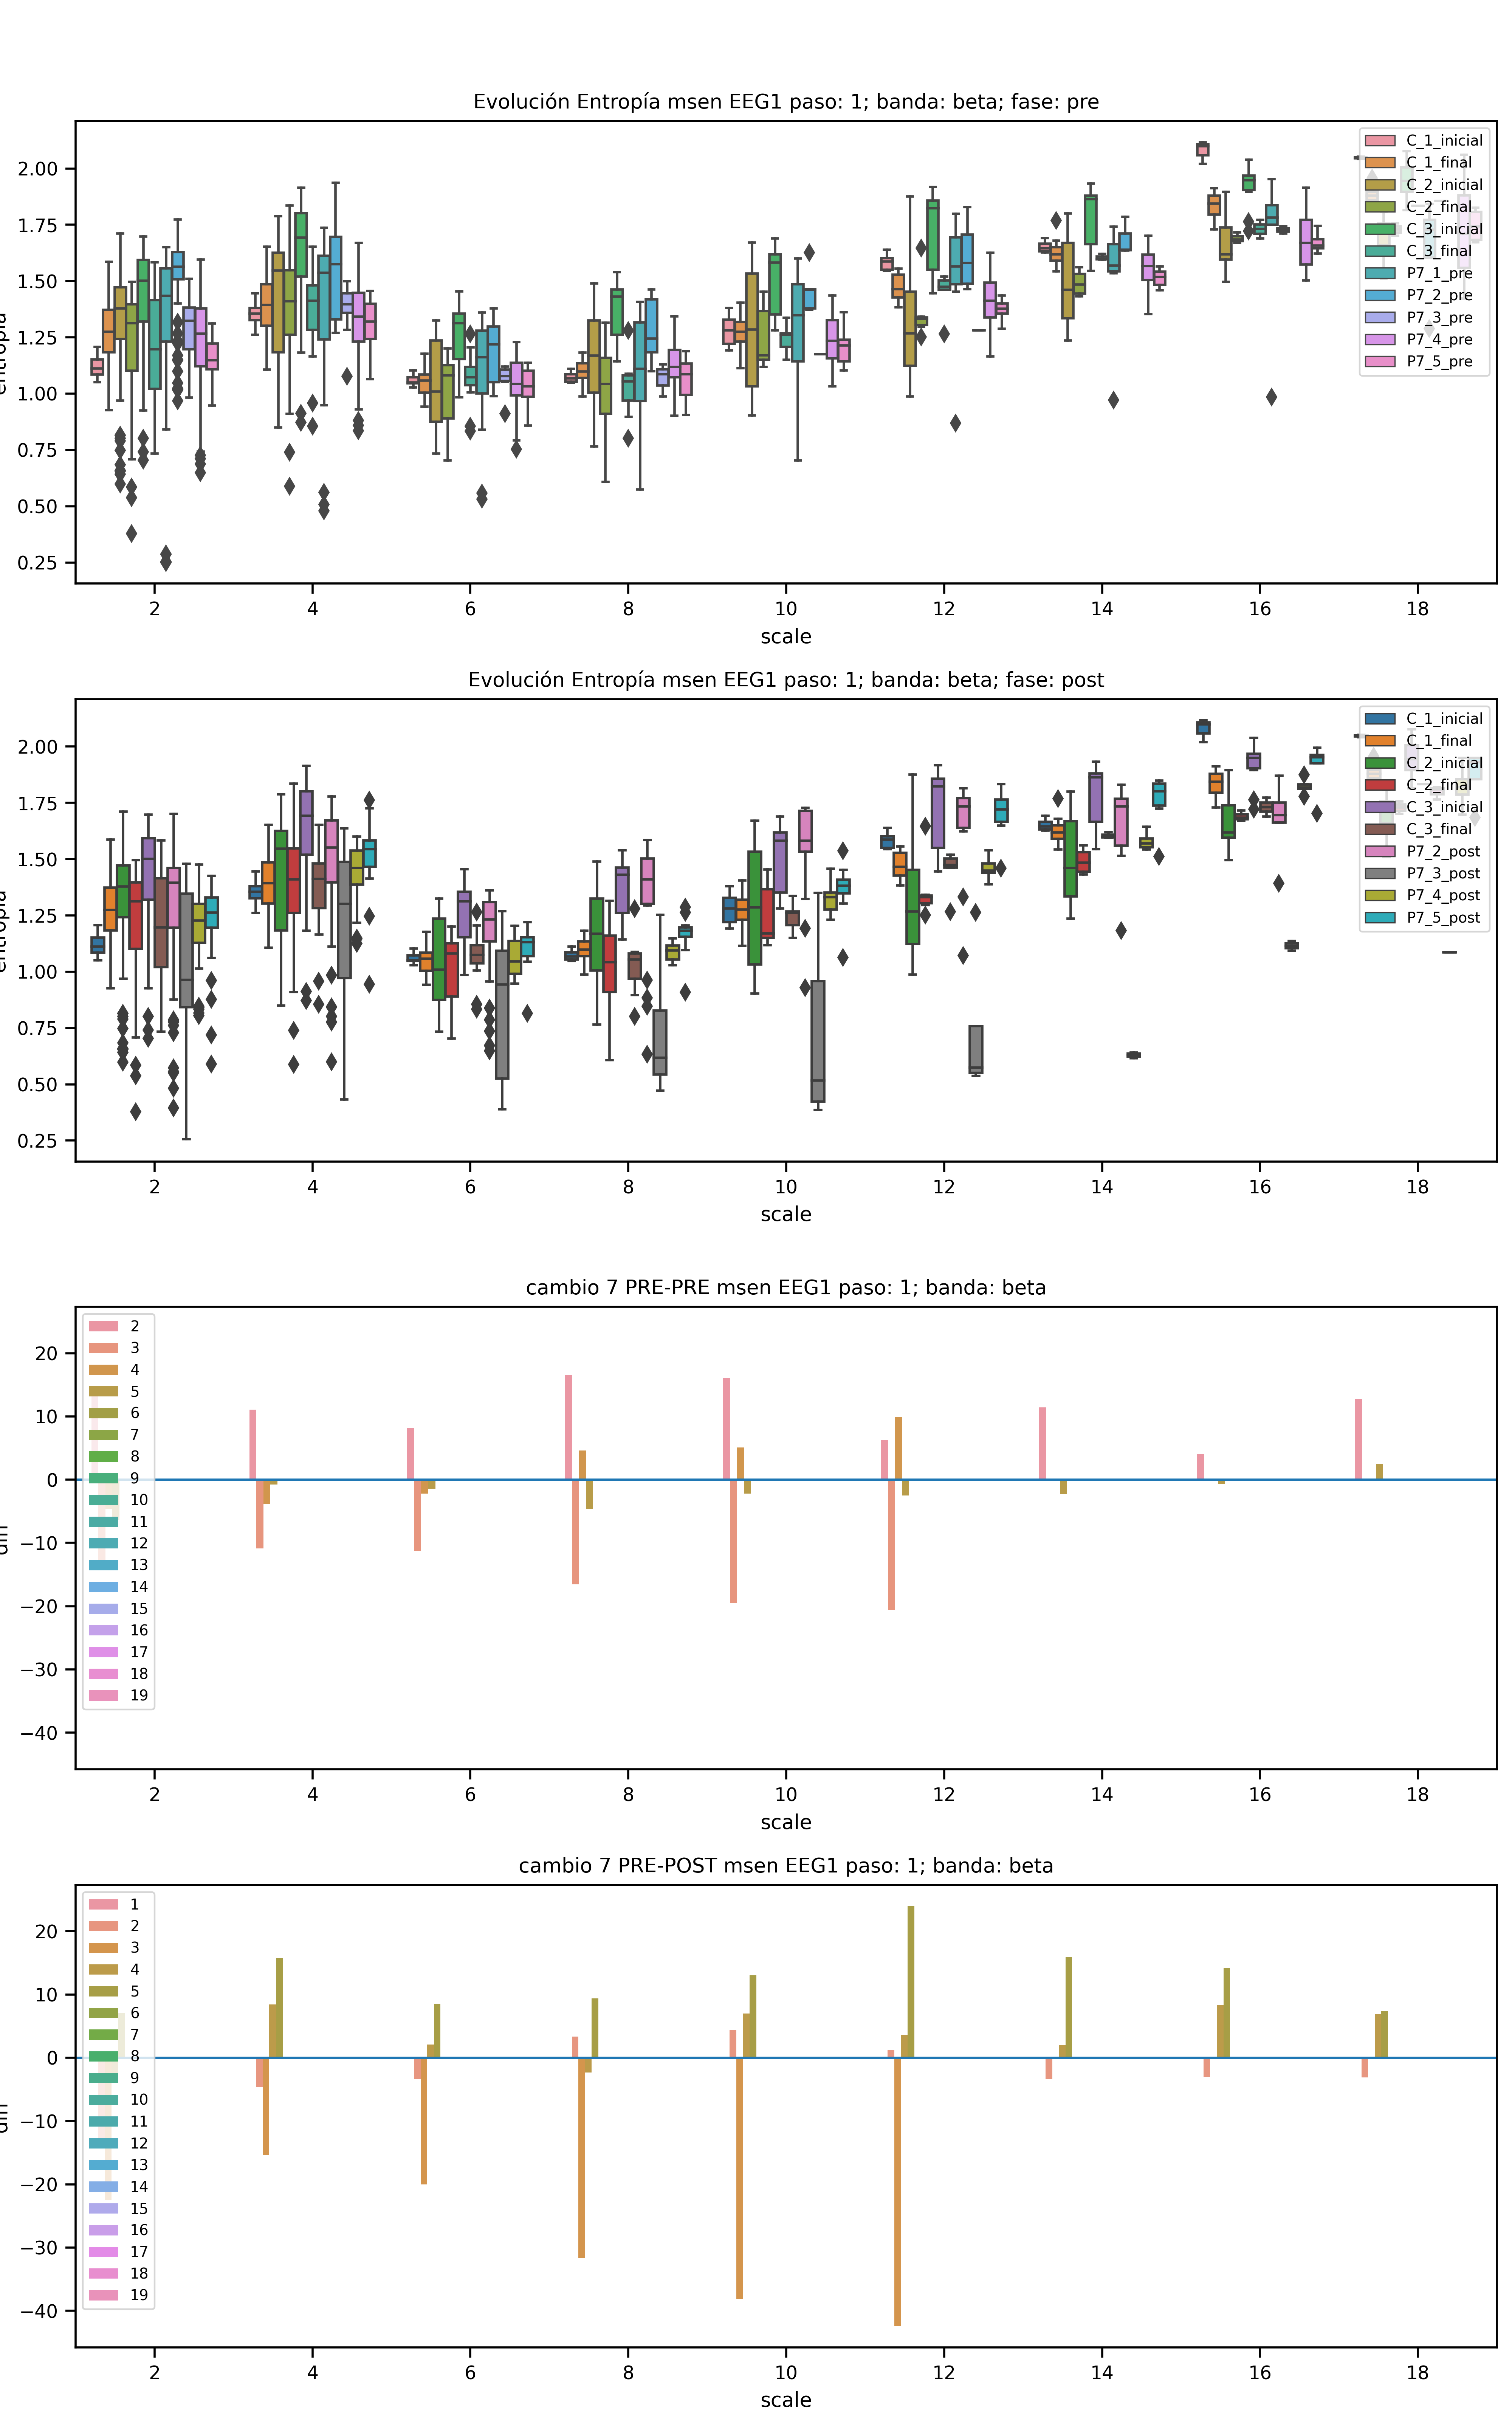 Evolución Entropía msen EEG1 paso: 1; banda: beta; fase: pre
2.00
1.75
1.50
1.25
1.00
0.75
0.50
0.25
C_1_inicial
C_1_final
C_2_inicial
C_2_final
C_3_inicial
C_3_final
P7_1_pre
P7_2_pre
P7_3_pre
P7_4_pre
P7_5_pre
2 4 6 8 10 12 14 16 18
scale
Evolución Entropía msen EEG1 paso: 1; banda: beta; fase: post
2.00
1.75
1.50
1.25
1.00
0.75
0.50
0.25
C_1_inicial
C_1_final
C_2_inicial
C_2_final
C_3_inicial
C_3_final
P7_2_post
P7_3_post
P7_4_post
P7_5_post
2 4 6 8 10 12 14 16 18
scale
cambio 7 PRE-PRE msen EEG1 paso: 1; banda: beta
20
10
0
−10
−20
−30
−40
2
3
4
5
6
7
8
9
10
11
12
13
14
15
16
17
18
19
2 4 6 8 10 12 14 16 18
scale
cambio 7 PRE-POST msen EEG1 paso: 1; banda: beta
20
10
0
−10
−20
−30
−40
1
2
3
4
5
6
7
8
9
10
11
12
13
14
15
16
17
18
19
2 4 6 8 10 12 14 16 18
scale